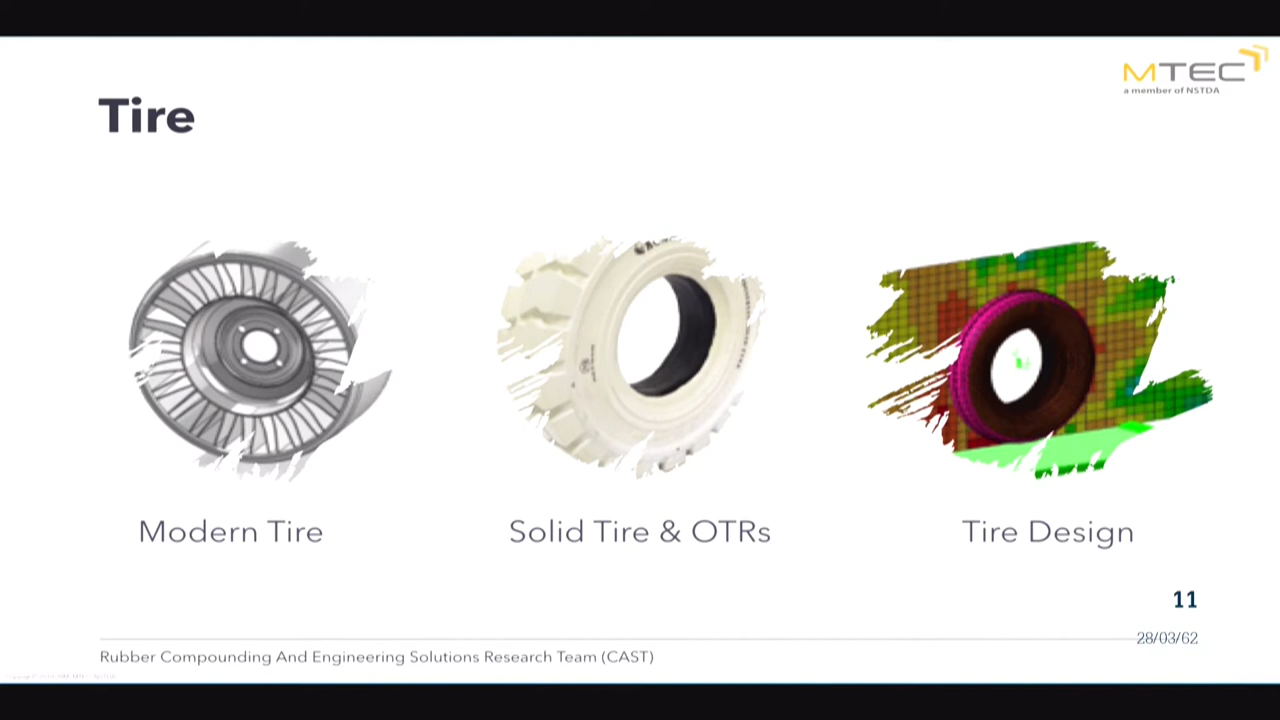 MTEC
a member of NSTDA
Tire
Modern Tire
Solid Tire & OTRs
Tire Design
11
28/03/62
Rubber Compounding And Engineering Solutions Research Team (CAST)